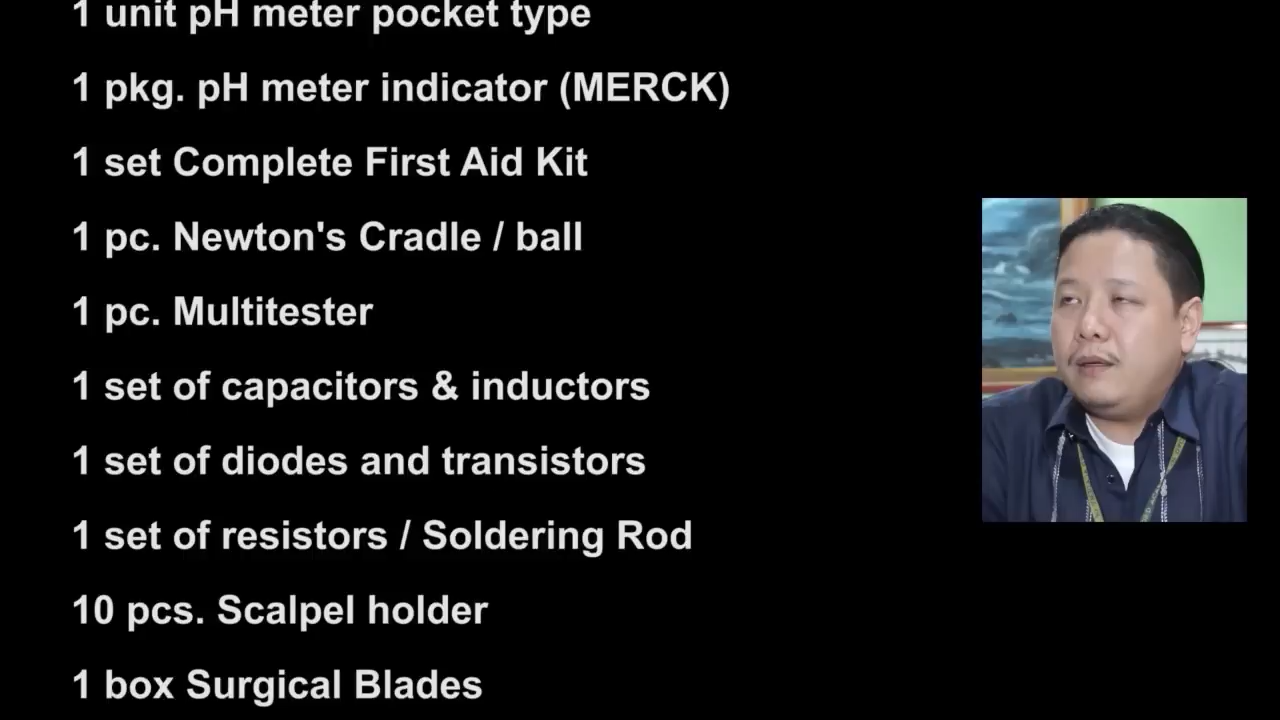 1 unit pH meter pocket type
1 pkg. pH meter indicator (MERCK)
1 set Complete First Aid Kit
1 pc. Newton's Cradle / ball
1 pc. Multitester
1 set of capacitors & inductors
1 set of diodes and transistors
1 set of resistors / Soldering Rod
10 pcs. Scalpel holder
1 box Surgical Blades